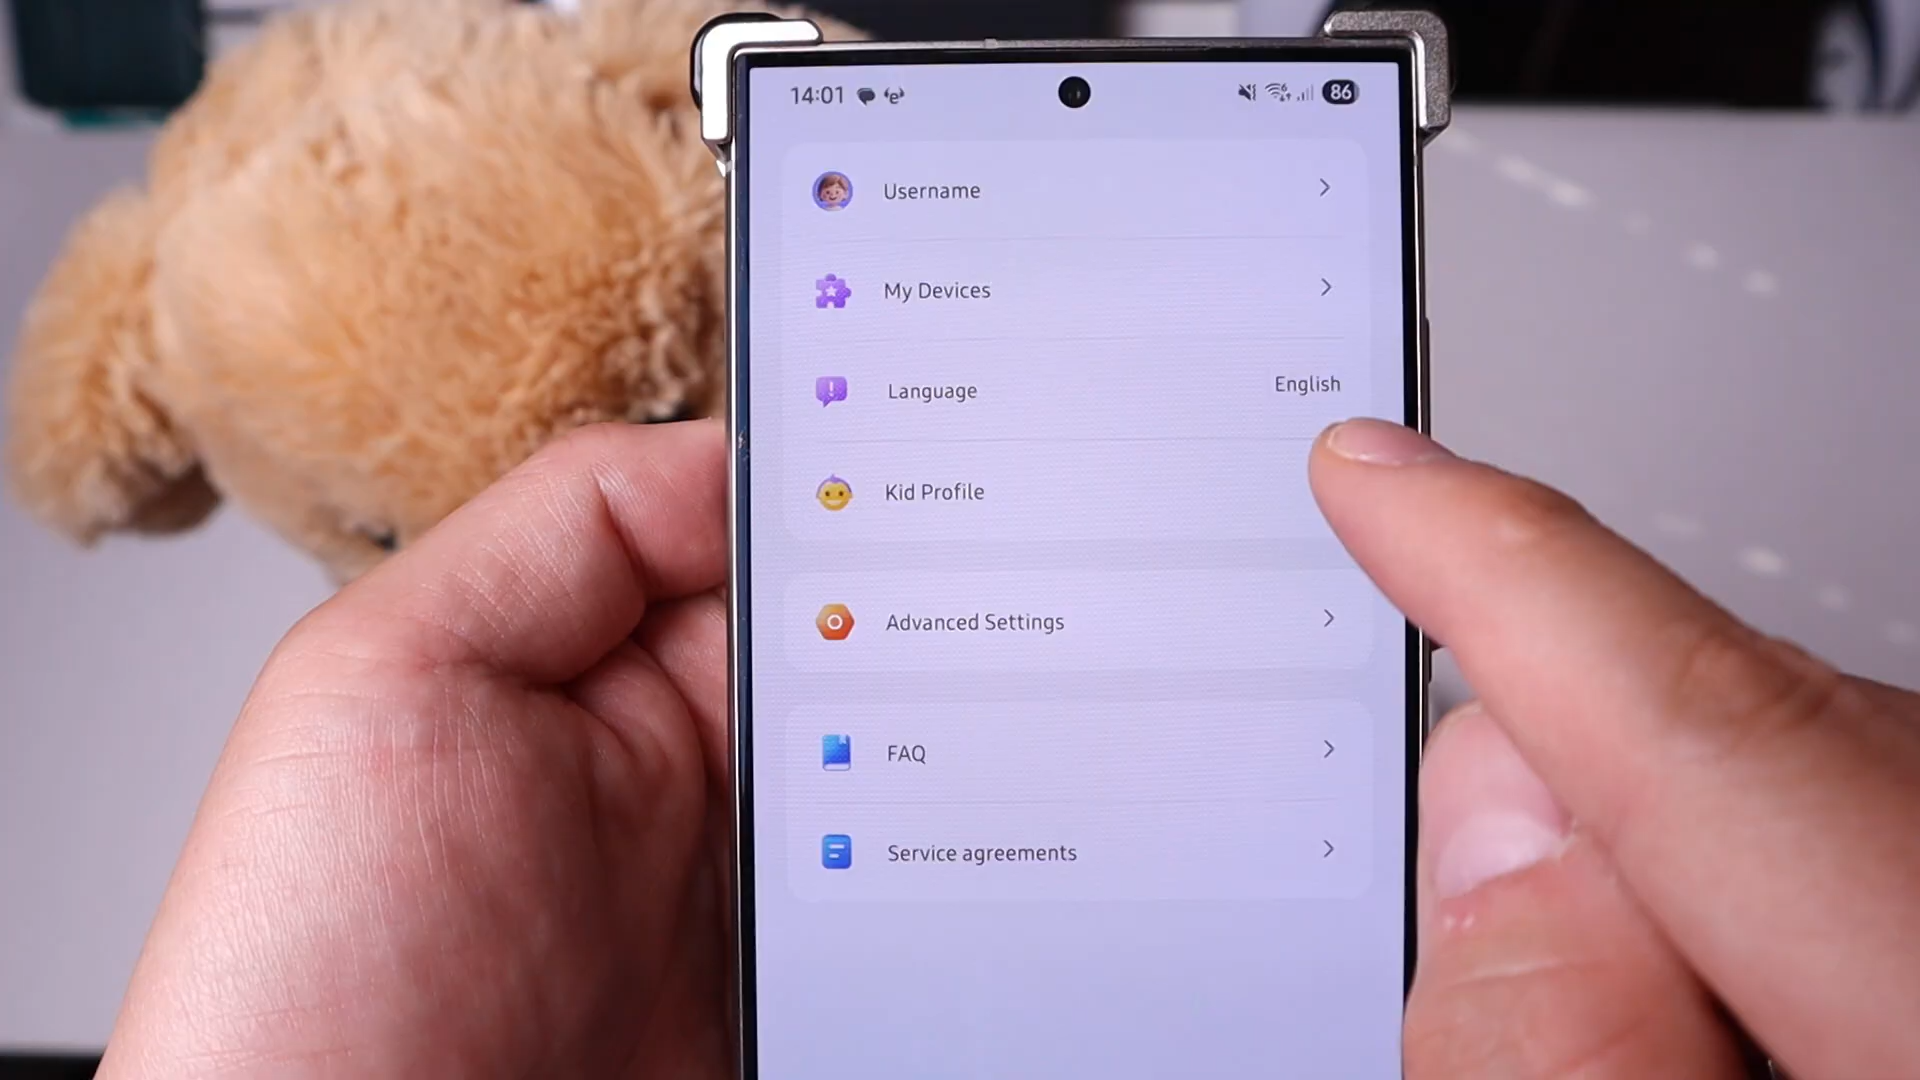 14:01
86
Username
My Devices
Language English
Kid Profile
Advanced Settings
FAQ
Service agreements